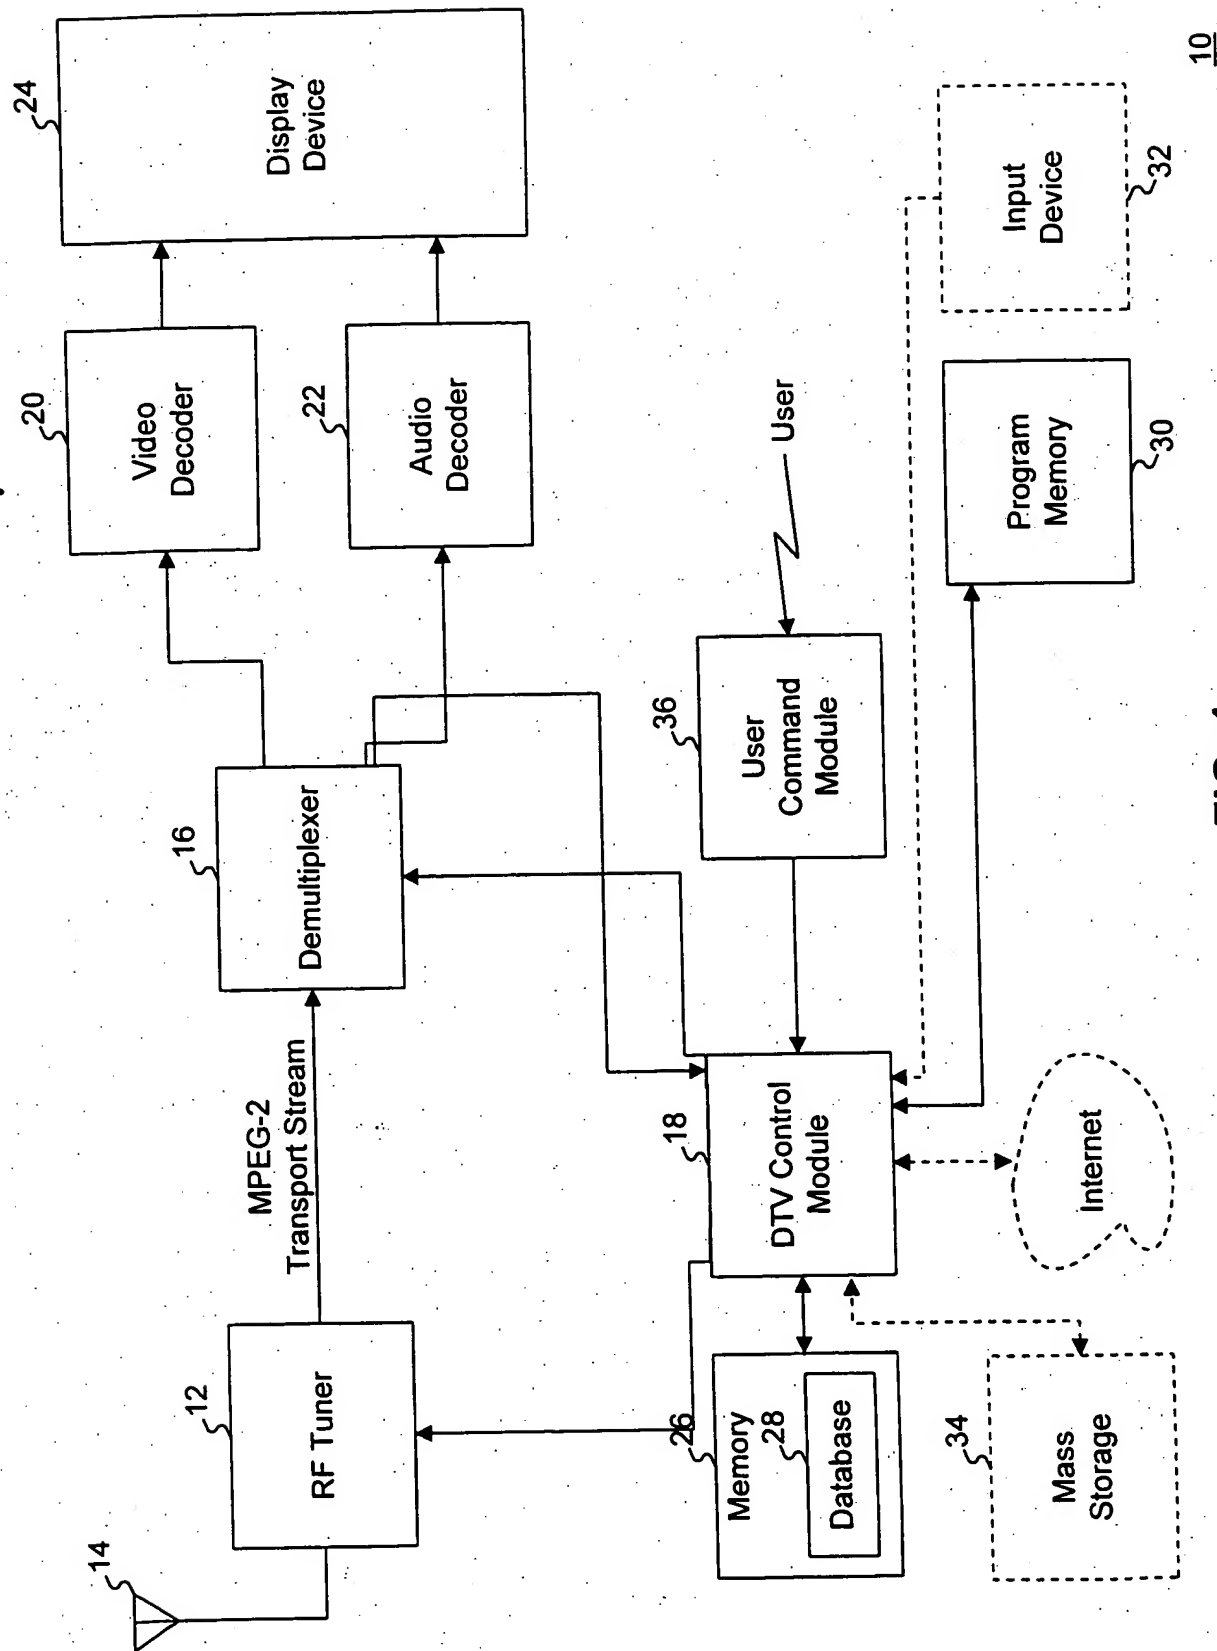 14
12
RF Tuner
MPEG-2
Transport Stream
16
Demultiplexer
20
Video
Decoder
22
Audio
Decoder
24
Display
Device
26
Memory
28
Database
18
DTV Control
Module
36
User
Command
Module
User
34
Mass
Storage
Internet
Program
Memory
30
Input
Device
32
10